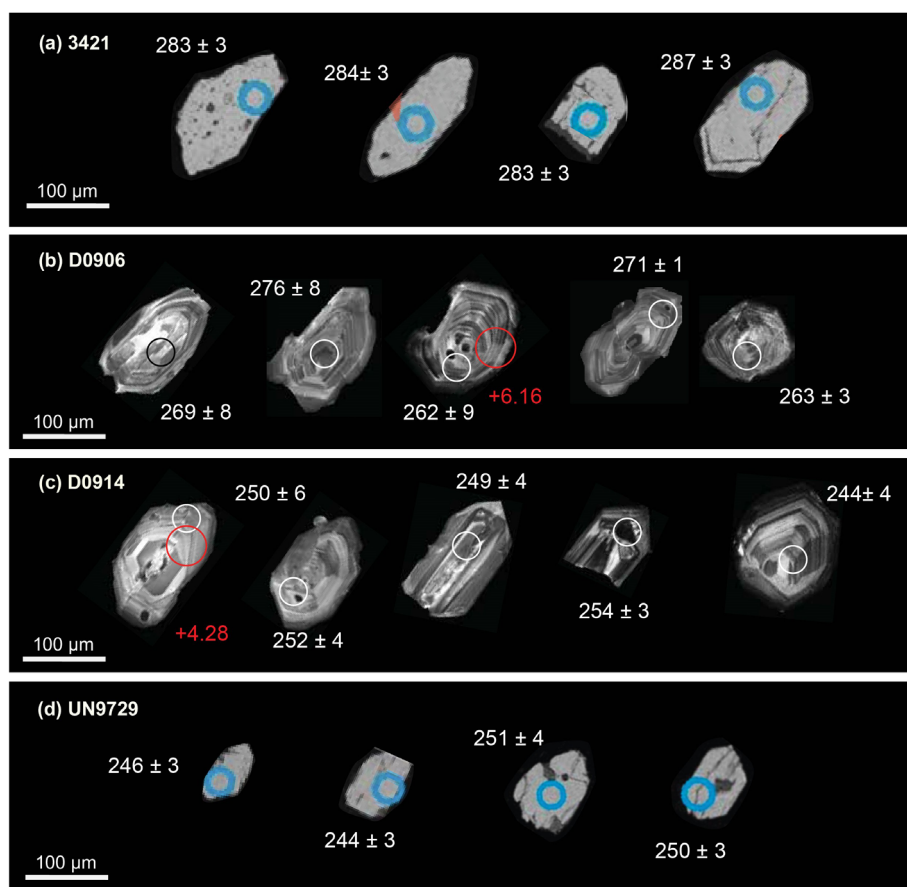 (a) 3421
283 ± 3
284± 3
283 ± 3
287 ± 3
100 µm
(b) D0906
269 ± 8
276 ± 8
262 ± 9
+6.16
271 ± 1
263 ± 3
100 µm
(c) D0914
250 ± 6
+4.28
252 ± 4
249 ± 4
254 ± 3
244± 4
100 µm
(d) UN9729
246 ± 3
244 ± 3
251 ± 4
250 ± 3
100 µm